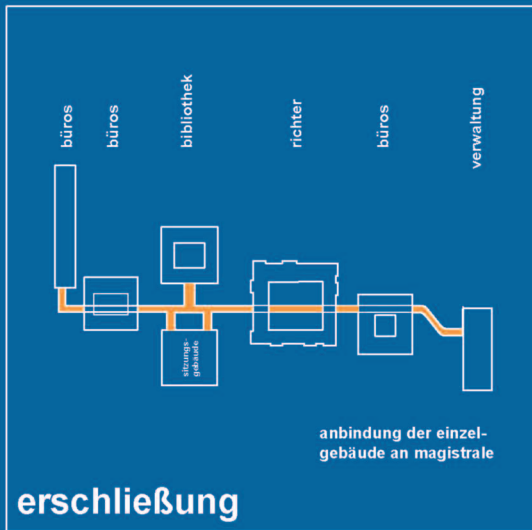 büros
büros
bibliothek
richter
büros
verwaltung
sitzungs-
gebäude
anbindung der einzel-
gebäude an magistrale
erschließung